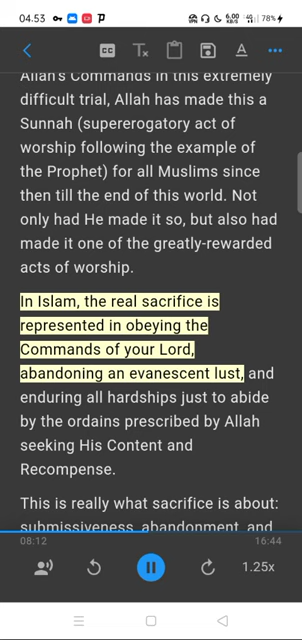 04.53
6.00
KB/S
4G
78%
CC
Allah's Commands in this extremely
difficult trial, Allah has made this a
Sunnah (supererogatory act of
worship following the example of
the Prophet) for all Muslims since
then till the end of this world. Not
only had He made it so, but also had
made it one of the greatly-rewarded
acts of worship.
In Islam, the real sacrifice is
represented in obeying the
Commands of your Lord,
abandoning an evanescent lust, and
enduring all hardships just to abide
by the ordains prescribed by Allah
seeking His Content and
Recompense.
This is really what sacrifice is about:
submissiveness, abandonment, and
08:12
16:44
1.25x